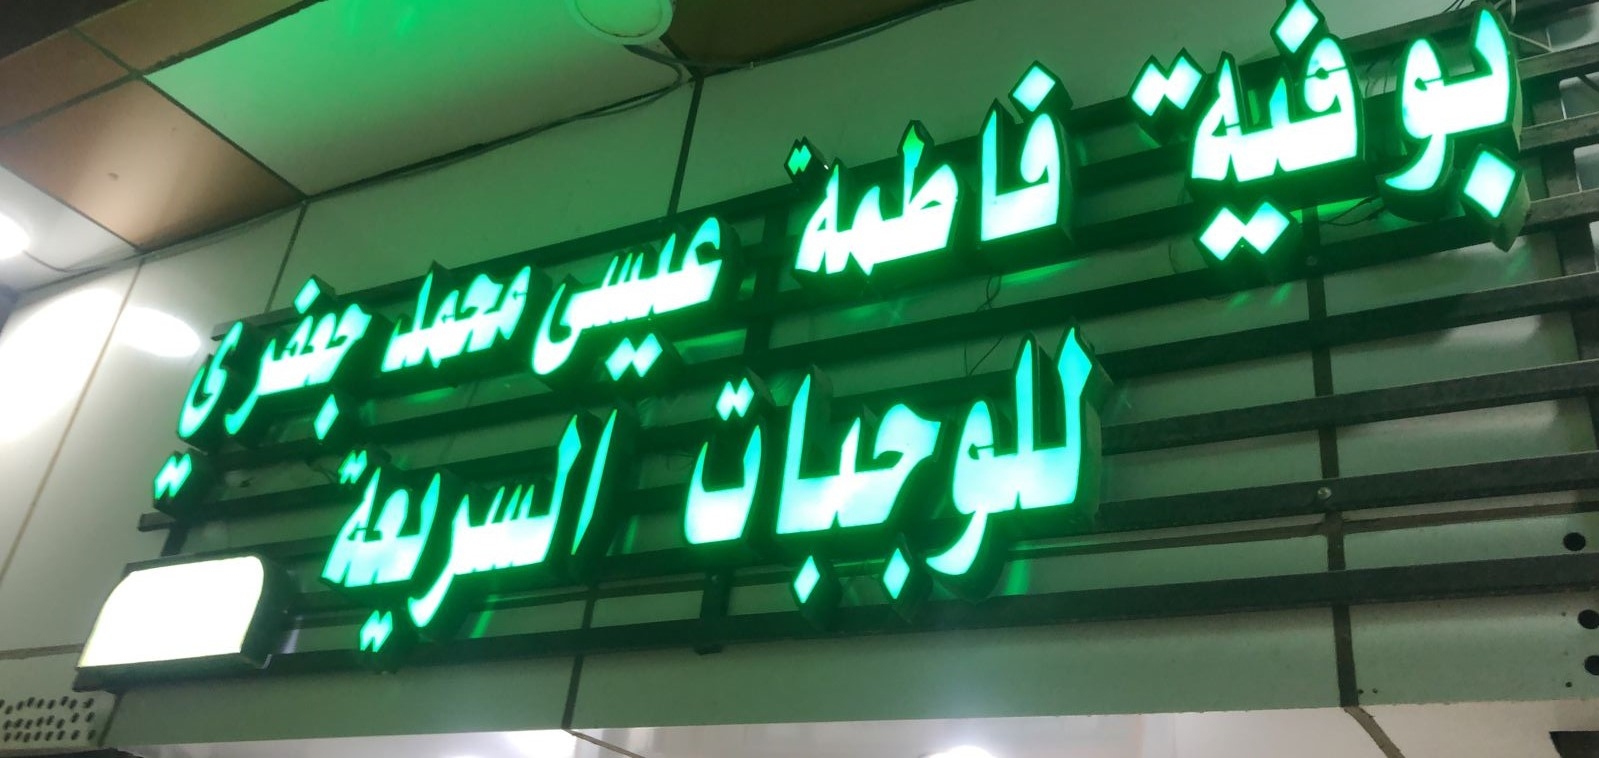 بوفية فاطمة عيسى محمد جعفري
للوجبات السريعة